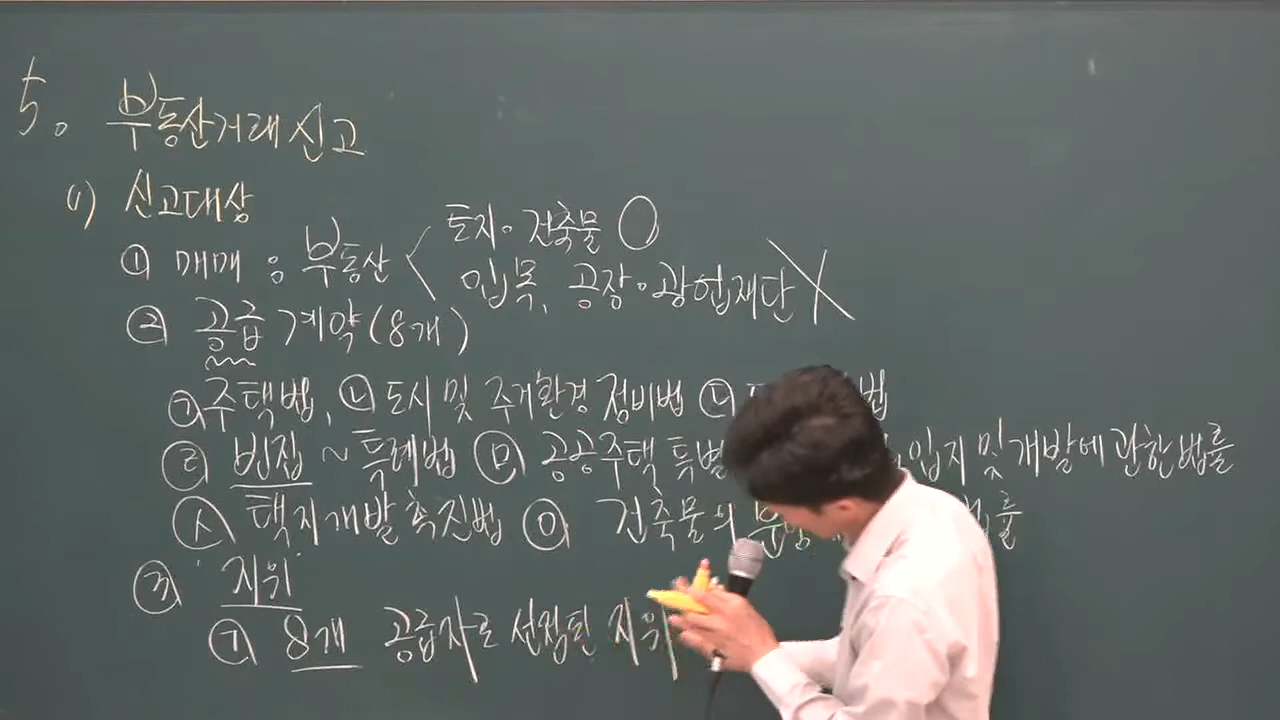 5. 부동산거래신고
(1) 신고대상
① 매매 : 부동산 < 토지·건축물 ○
입목, 공장·광업재단 X
② 공급계약(8개)
㉠ 주택법, ㉡ 도시 및 주거환경정비법 ㉢ 법
㉣ 빈집 ~ 특례법 ㉤ 공공주택 특별 입지 및 개발에 관한 법률
㉦ 택지개발촉진법 ㉧ 건축물의 분양
③ 지위
㉠ 8개 공급자로 선정된 지위